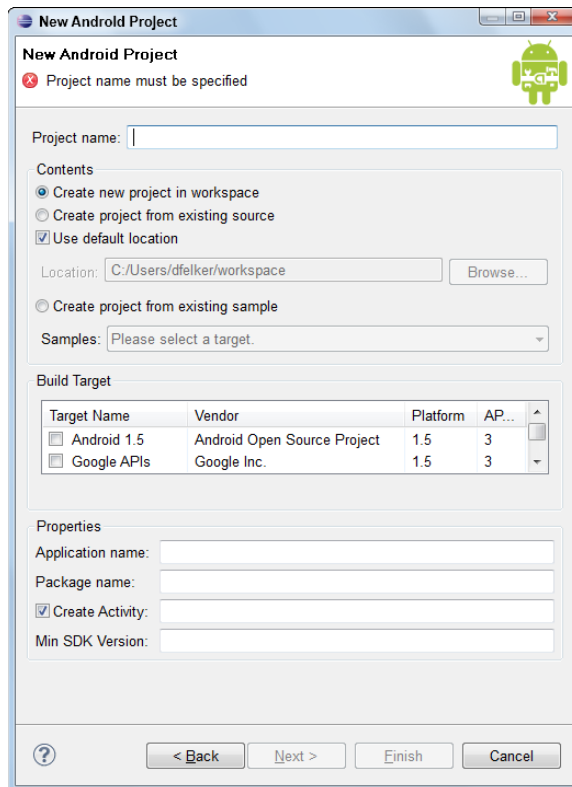 New Android Project
New Android Project
Project name must be specified
Project name:
Contents
Create new project in workspace
Create project from existing source
Use default location
Location: C:/Users/dfelker/workspace Browse...
Create project from existing sample
Samples: Please select a target.
Build Target
Target Name Vendor Platform AP...
Android 1.5 Android Open Source Project 1.5 3
Google APIs Google Inc. 1.5 3
Properties
Application name:
Package name:
Create Activity:
Min SDK Version:
? < Back Next > Finish Cancel